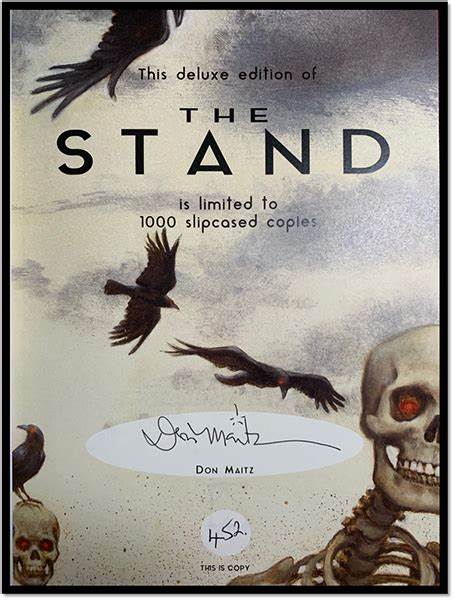 This deluxe edition of
THE
STAND
is limited to
1000 slipcased copies
Don Maitz
DON MAITZ
452.
THIS IS COPY